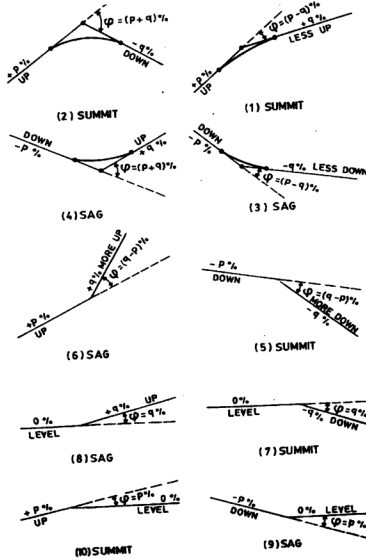 φ=(p+q)%
+p%
UP
-q%
DOWN
(2) SUMMIT
φ=(p-q)%
+q%
LESS UP
+p%
UP
(1) SUMMIT
DOWN
-p%
UP
+q%
φ=(p+q)%
(4) SAG
DOWN
-p%
-q% LESS DOWN
φ=(p-q)%
(3) SAG
+q% MORE UP
φ=(q-p)%
+p%
UP
(6) SAG
-p%
DOWN
φ=(q-p)%
MORE DOWN
-q%
(5) SUMMIT
0%
LEVEL
+q% UP
φ=q%
(8) SAG
0%
LEVEL
φ=q%
-q%
DOWN
(7) SUMMIT
+p%
UP
φ=p%
0%
LEVEL
(10) SUMMIT
-p%
DOWN
0% LEVEL
φ=p%
(9) SAG